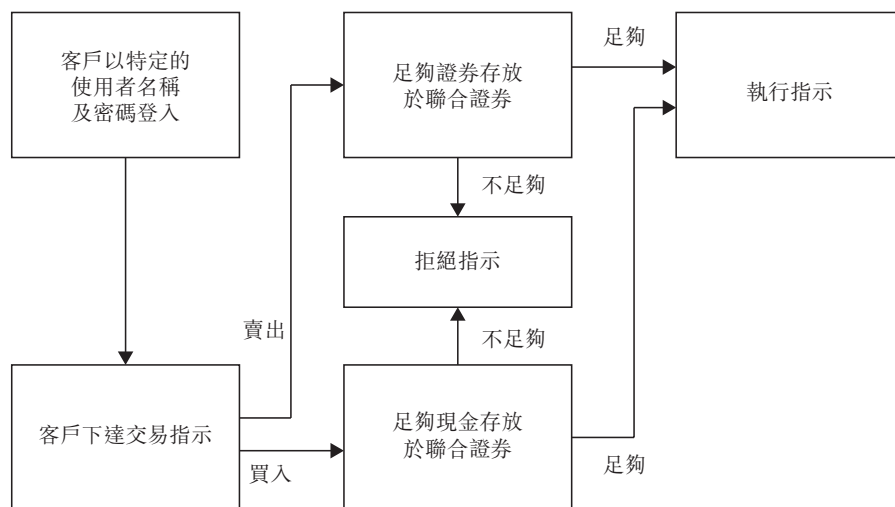 客戶以特定的
使用者名稱
及密碼登入
足夠證券存放
於聯合證券
足夠
執行指示
不足夠
拒絕指示
賣出
不足夠
客戶下達交易指示
買入
足夠現金存放
於聯合證券
足夠